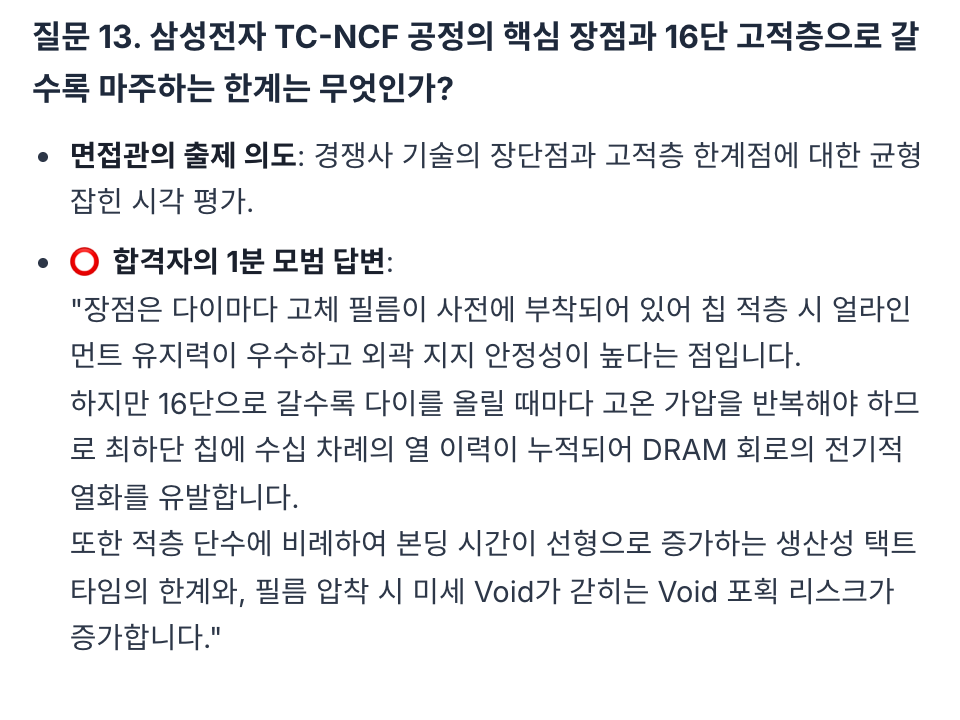 질문 13. 삼성전자 TC-NCF 공정의 핵심 장점과 16단 고적층으로 갈
수록 마주하는 한계는 무엇인가?
• 면접관의 출제 의도: 경쟁사 기술의 장단점과 고적층 한계점에 대한 균형
잡힌 시각 평가.
• ⭕ 합격자의 1분 모범 답변:
"장점은 다이마다 고체 필름이 사전에 부착되어 있어 칩 적층 시 얼라인
먼트 유지력이 우수하고 외곽 지지 안정성이 높다는 점입니다.
하지만 16단으로 갈수록 다이를 올릴 때마다 고온 가압을 반복해야 하므
로 최하단 칩에 수십 차례의 열 이력이 누적되어 DRAM 회로의 전기적
열화를 유발합니다.
또한 적층 단수에 비례하여 본딩 시간이 선형으로 증가하는 생산성 택트
타임의 한계와, 필름 압착 시 미세 Void가 갇히는 Void 포획 리스크가
증가합니다."